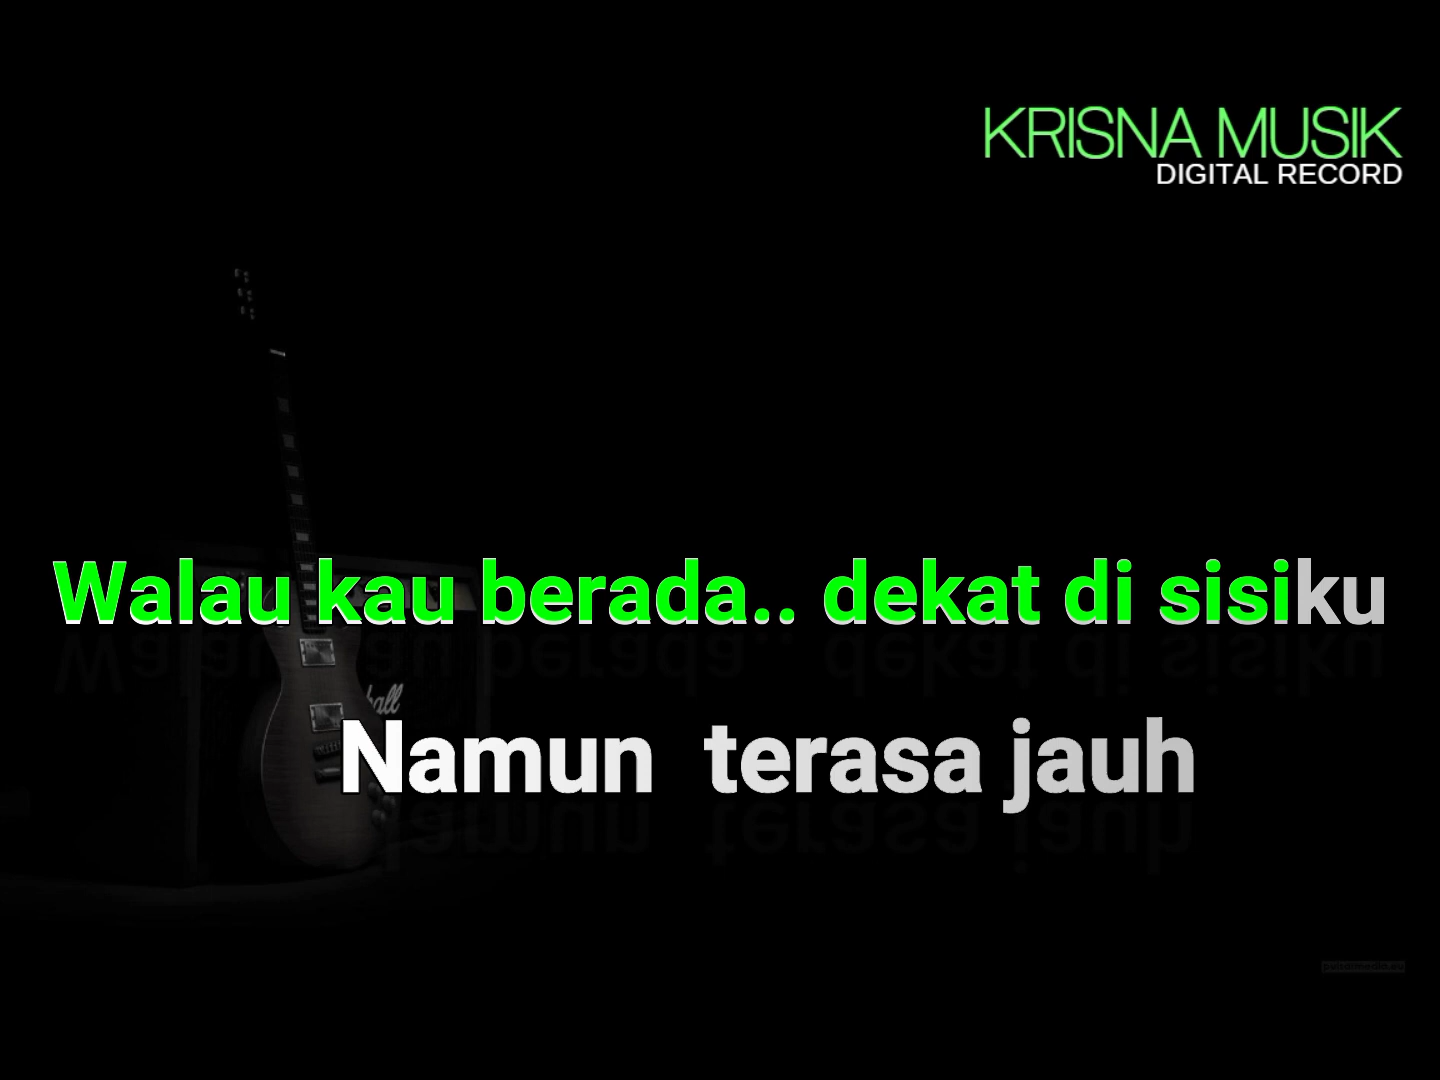 KRISNA MUSIK
DIGITAL RECORD
Walau kau berada.. dekat di sisiku
Namun  terasa jauh